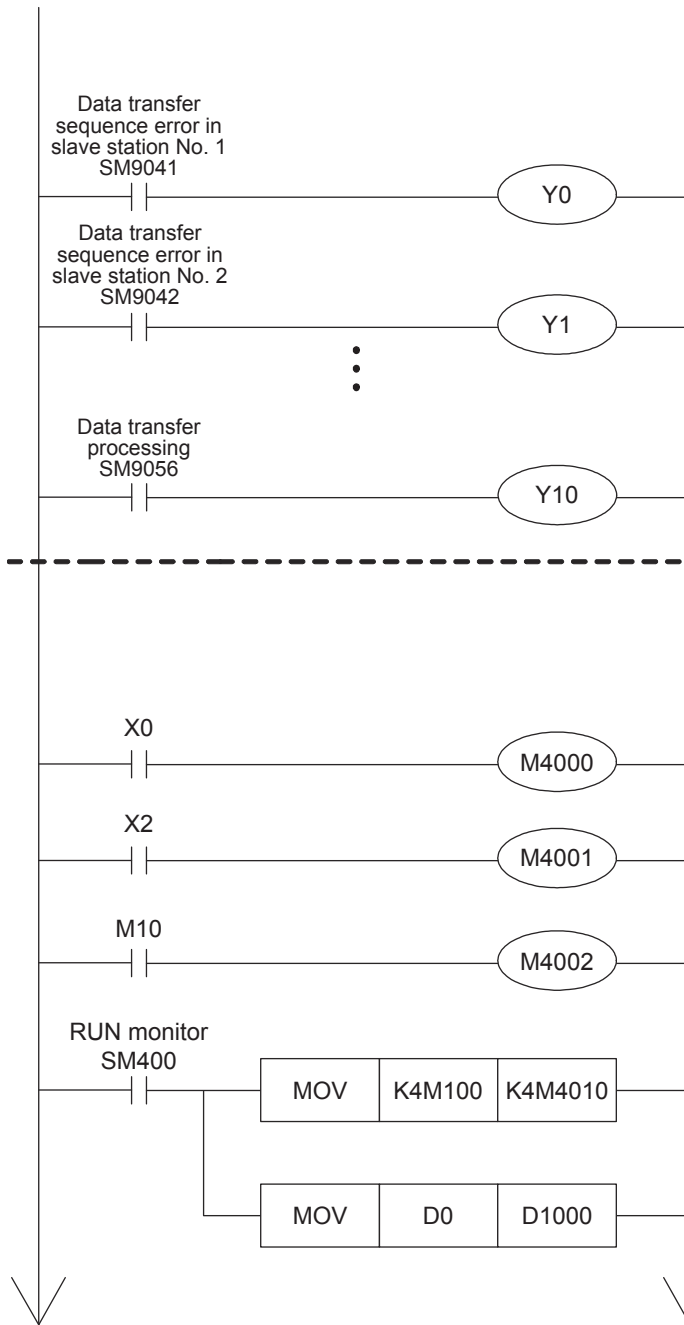 Data transfer
sequence error in
slave station No. 1
SM9041
Y0
Data transfer
sequence error in
slave station No. 2
SM9042
Y1
Data transfer
processing
SM9056
Y10
X0
M4000
X2
M4001
M10
M4002
RUN monitor
SM400
MOV K4M100 K4M4010
MOV D0 D1000